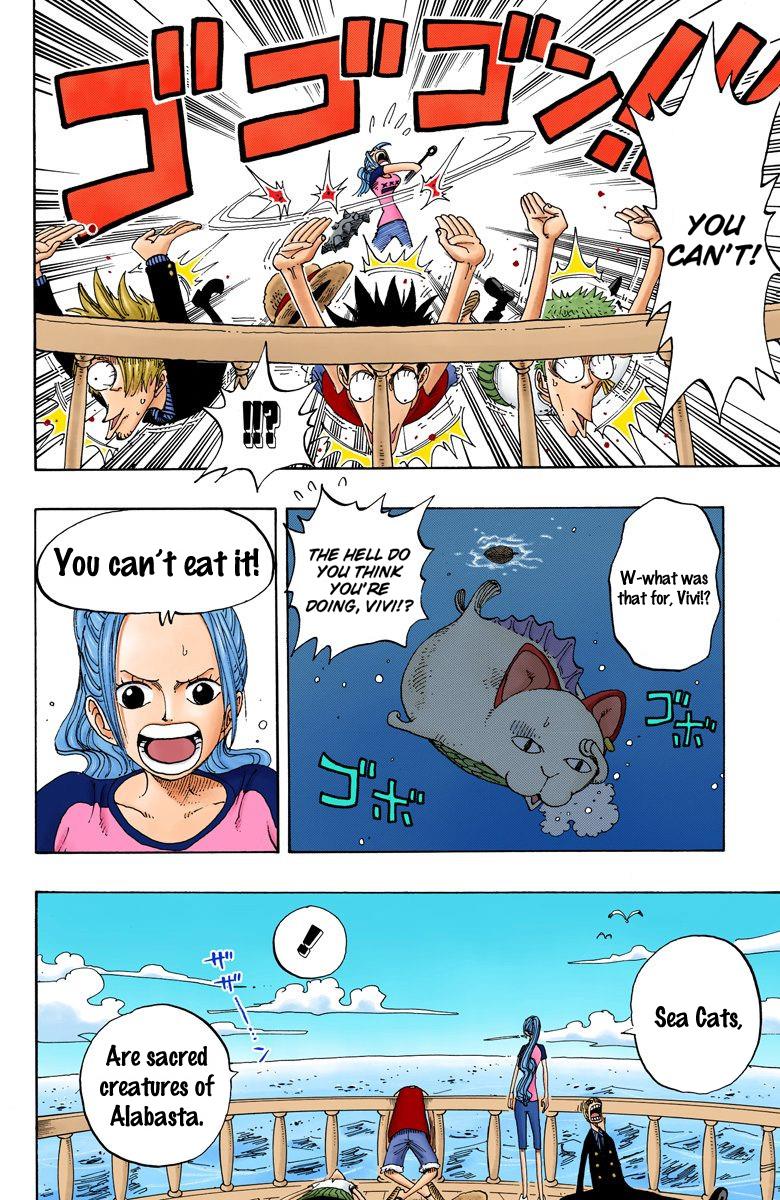 ゴゴゴン!!!
YOU
CAN'T!
!!?
W-what was
that for, Vivi!?
THE HELL DO
YOU THINK
YOU'RE
DOING, VIVI!?
You can't eat it!
ゴボ
ゴボ
Sea Cats,
!
ザザーン
Are sacred
creatures of
Alabasta.